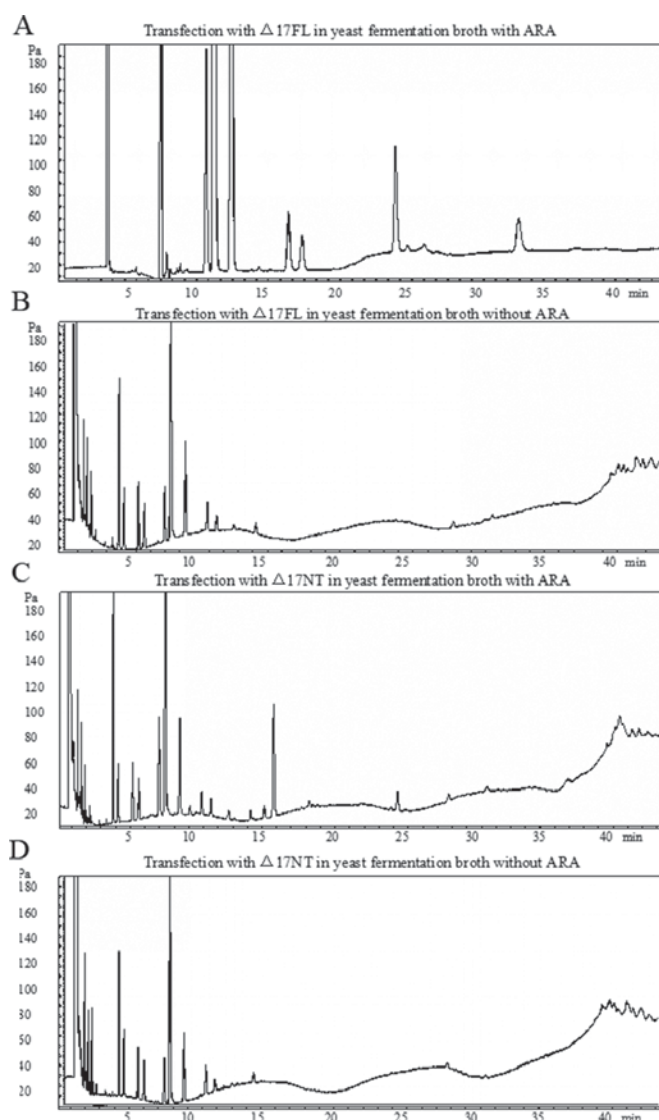 A
Transfection with △17FL in yeast fermentation broth with ARA
Pa
180
160
140
120
100
80
60
40
20
5 10 15 20 25 30 35 40 min
B
Transfection with △17FL in yeast fermentation broth without ARA
Pa
180
160
140
120
100
80
60
40
20
5 10 15 20 25 30 35 40 min
C
Transfection with △17NT in yeast fermentation broth with ARA
Pa
180
160
140
120
100
80
60
40
20
5 10 15 20 25 30 35 40 min
D
Transfection with △17NT in yeast fermentation broth without ARA
Pa
180
160
140
120
100
80
60
40
20
5 10 15 20 25 30 35 40 min